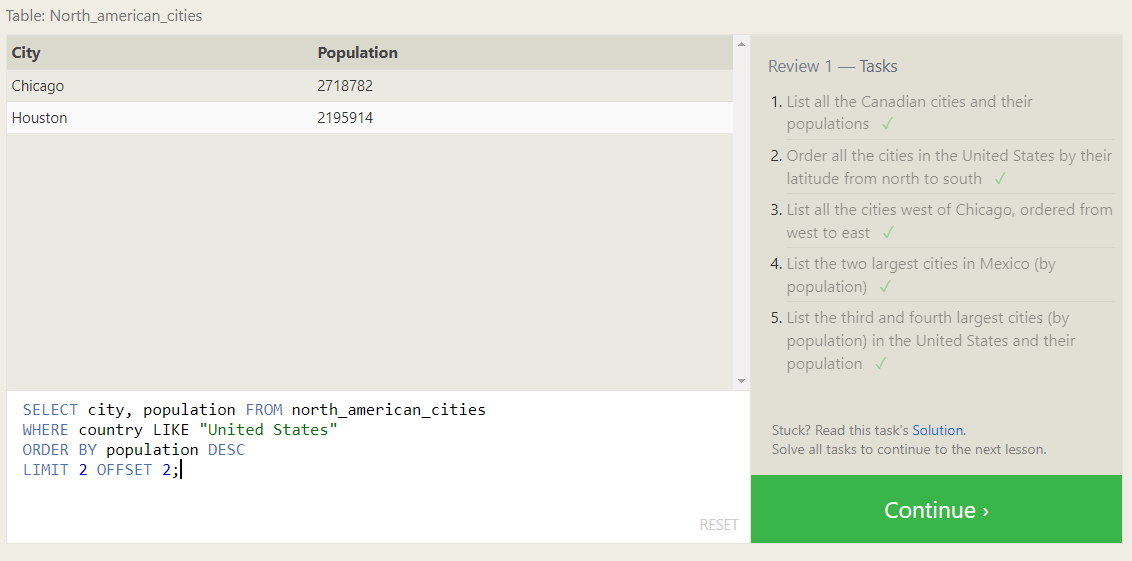 Table: North_american_cities
City Population
Chicago 2718782
Houston 2195914
SELECT city, population FROM north_american_cities
WHERE country LIKE "United States"
ORDER BY population DESC
LIMIT 2 OFFSET 2;
RESET
Review 1 — Tasks
1. List all the Canadian cities and their
populations ✓
2. Order all the cities in the United States by their
latitude from north to south ✓
3. List all the cities west of Chicago, ordered from
west to east ✓
4. List the two largest cities in Mexico (by
population) ✓
5. List the third and fourth largest cities (by
population) in the United States and their
population ✓
Stuck? Read this task's Solution.
Solve all tasks to continue to the next lesson.
Continue ›